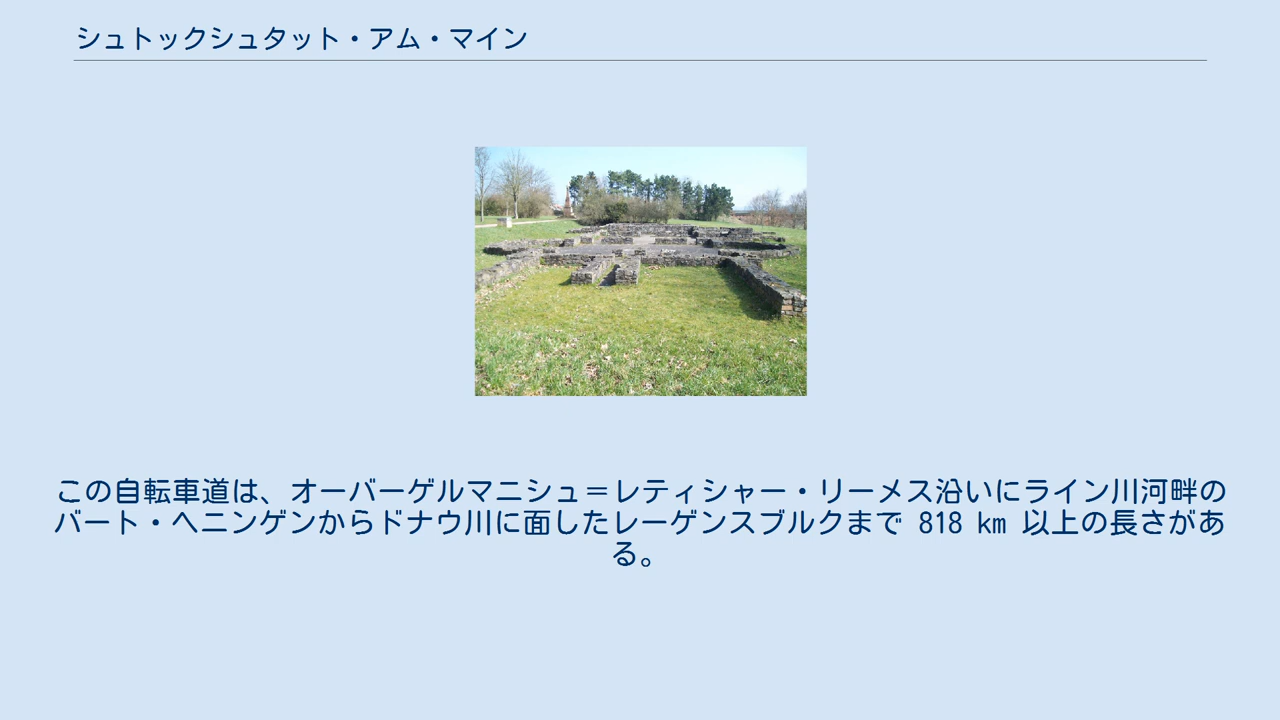 シュトックシュタット・アム・マイン
この自転車道は、オーバーゲルマニシュ＝レティシャー・リーメス沿いにライン川河畔の
バート・ヘニンゲンからドナウ川に面したレーゲンスブルクまで 818 km 以上の長さがあ
る。